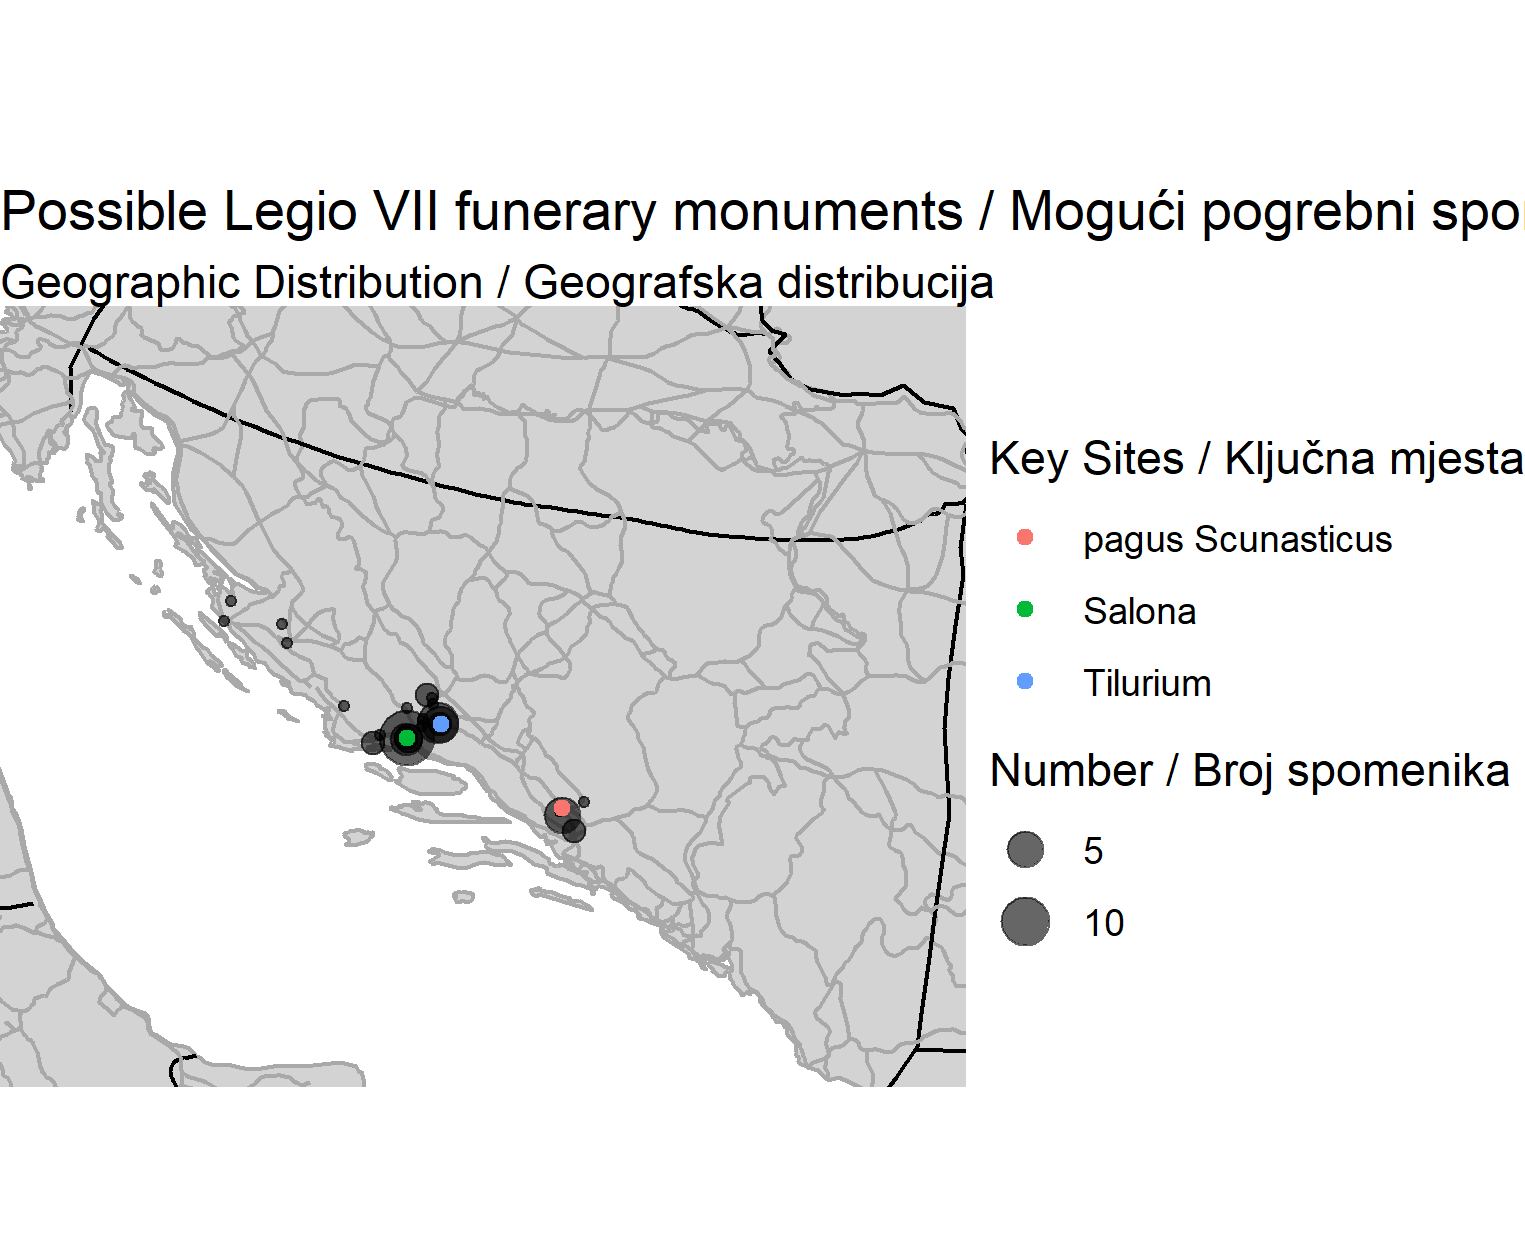 Possible Legio VII funerary monuments / Mogući pogrebni spo
Geographic Distribution / Geografska distribucija
Key Sites / Ključna mjesta
pagus Scunasticus
Salona
Tilurium
Number / Broj spomenika
5
10